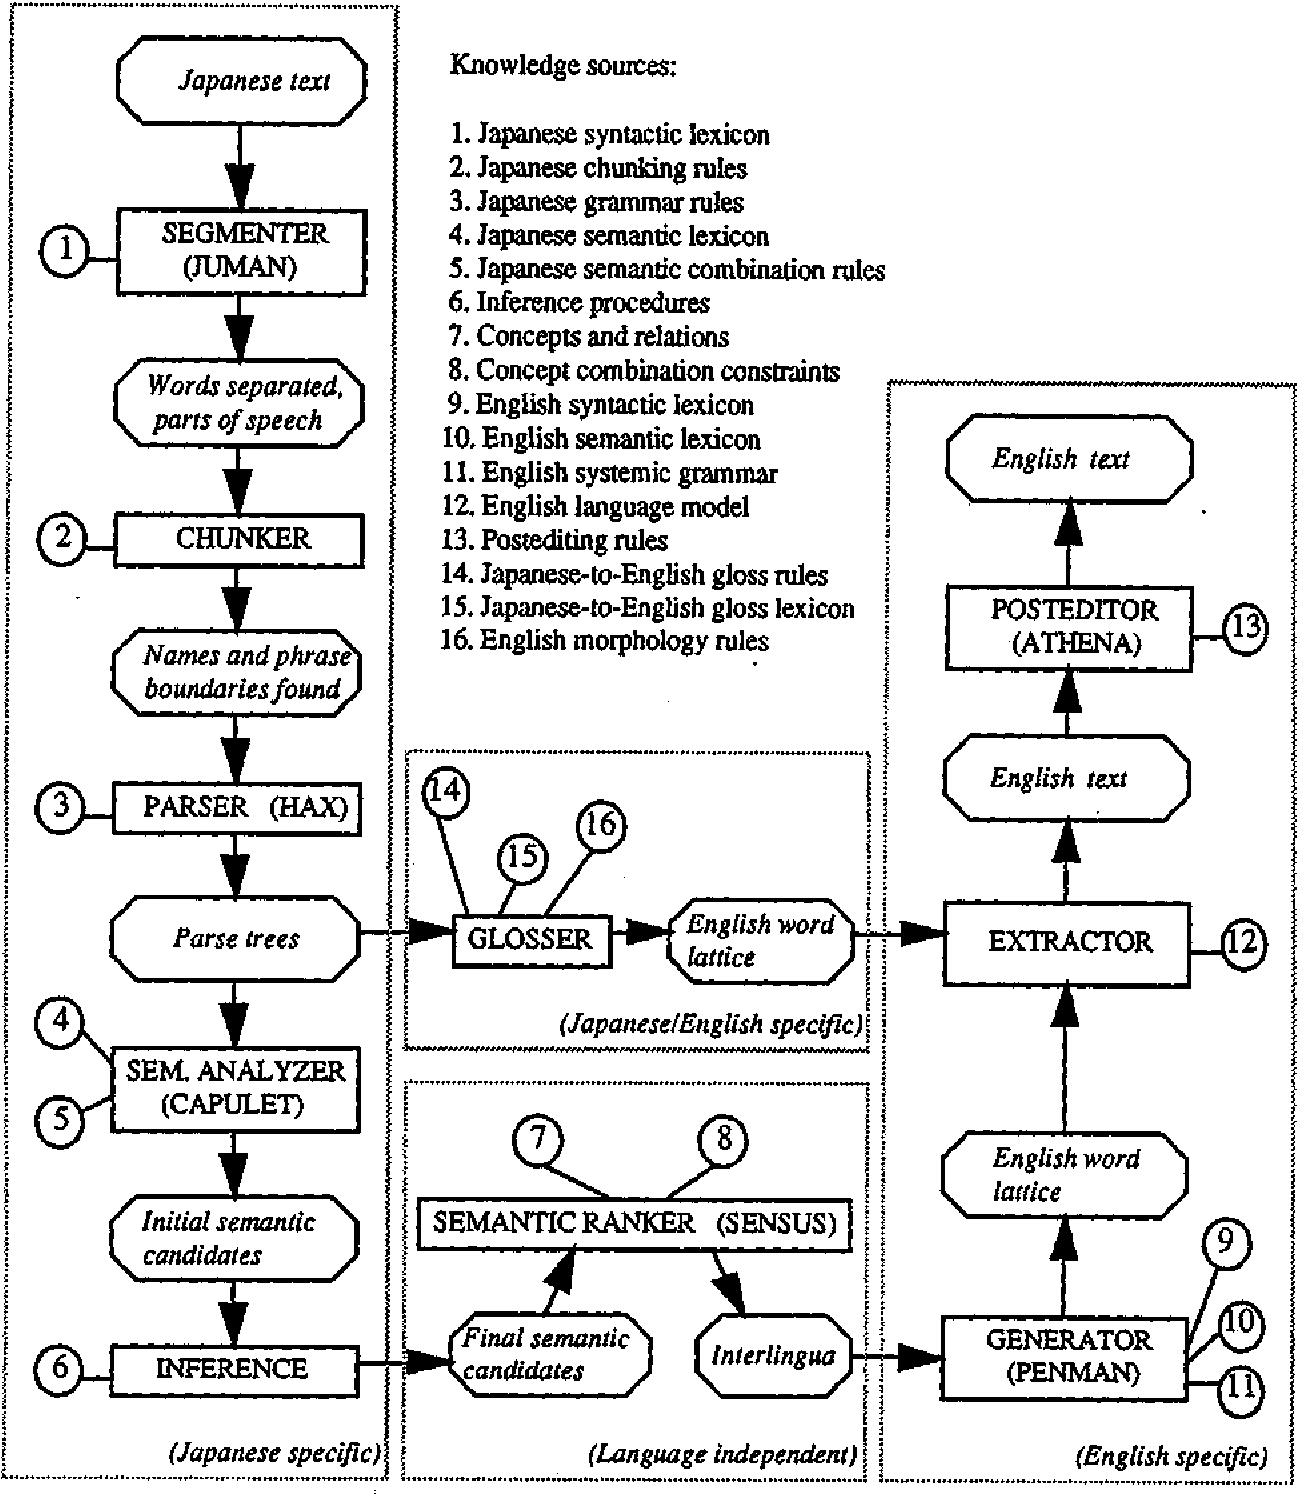 Japanese text
1
SEGMENTER
(JUMAN)
Words separated,
parts of speech
2
CHUNKER
Names and phrase
boundaries found
3
PARSER (HAX)
Parse trees
4
5
SEM. ANALYZER
(CAPULET)
Initial semantic
candidates
6
INFERENCE
(Japanese specific)
Knowledge sources:
1. Japanese syntactic lexicon
2. Japanese chunking rules
3. Japanese grammar rules
4. Japanese semantic lexicon
5. Japanese semantic combination rules
6. Inference procedures
7. Concepts and relations
8. Concept combination constraints
9. English syntactic lexicon
10. English semantic lexicon
11. English systemic grammar
12. English language model
13. Postediting rules
14. Japanese-to-English gloss rules
15. Japanese-to-English gloss lexicon
16. English morphology rules
14
15
16
GLOSSER
English word
lattice
(Japanese/English specific)
7
8
SEMANTIC RANKER (SENSUS)
Final semantic
candidates
Interlingua
(Language independent)
English text
POSTEDITOR
(ATHENA)
13
English text
EXTRACTOR
12
English word
lattice
9
GENERATOR
(PENMAN)
10
11
(English specific)